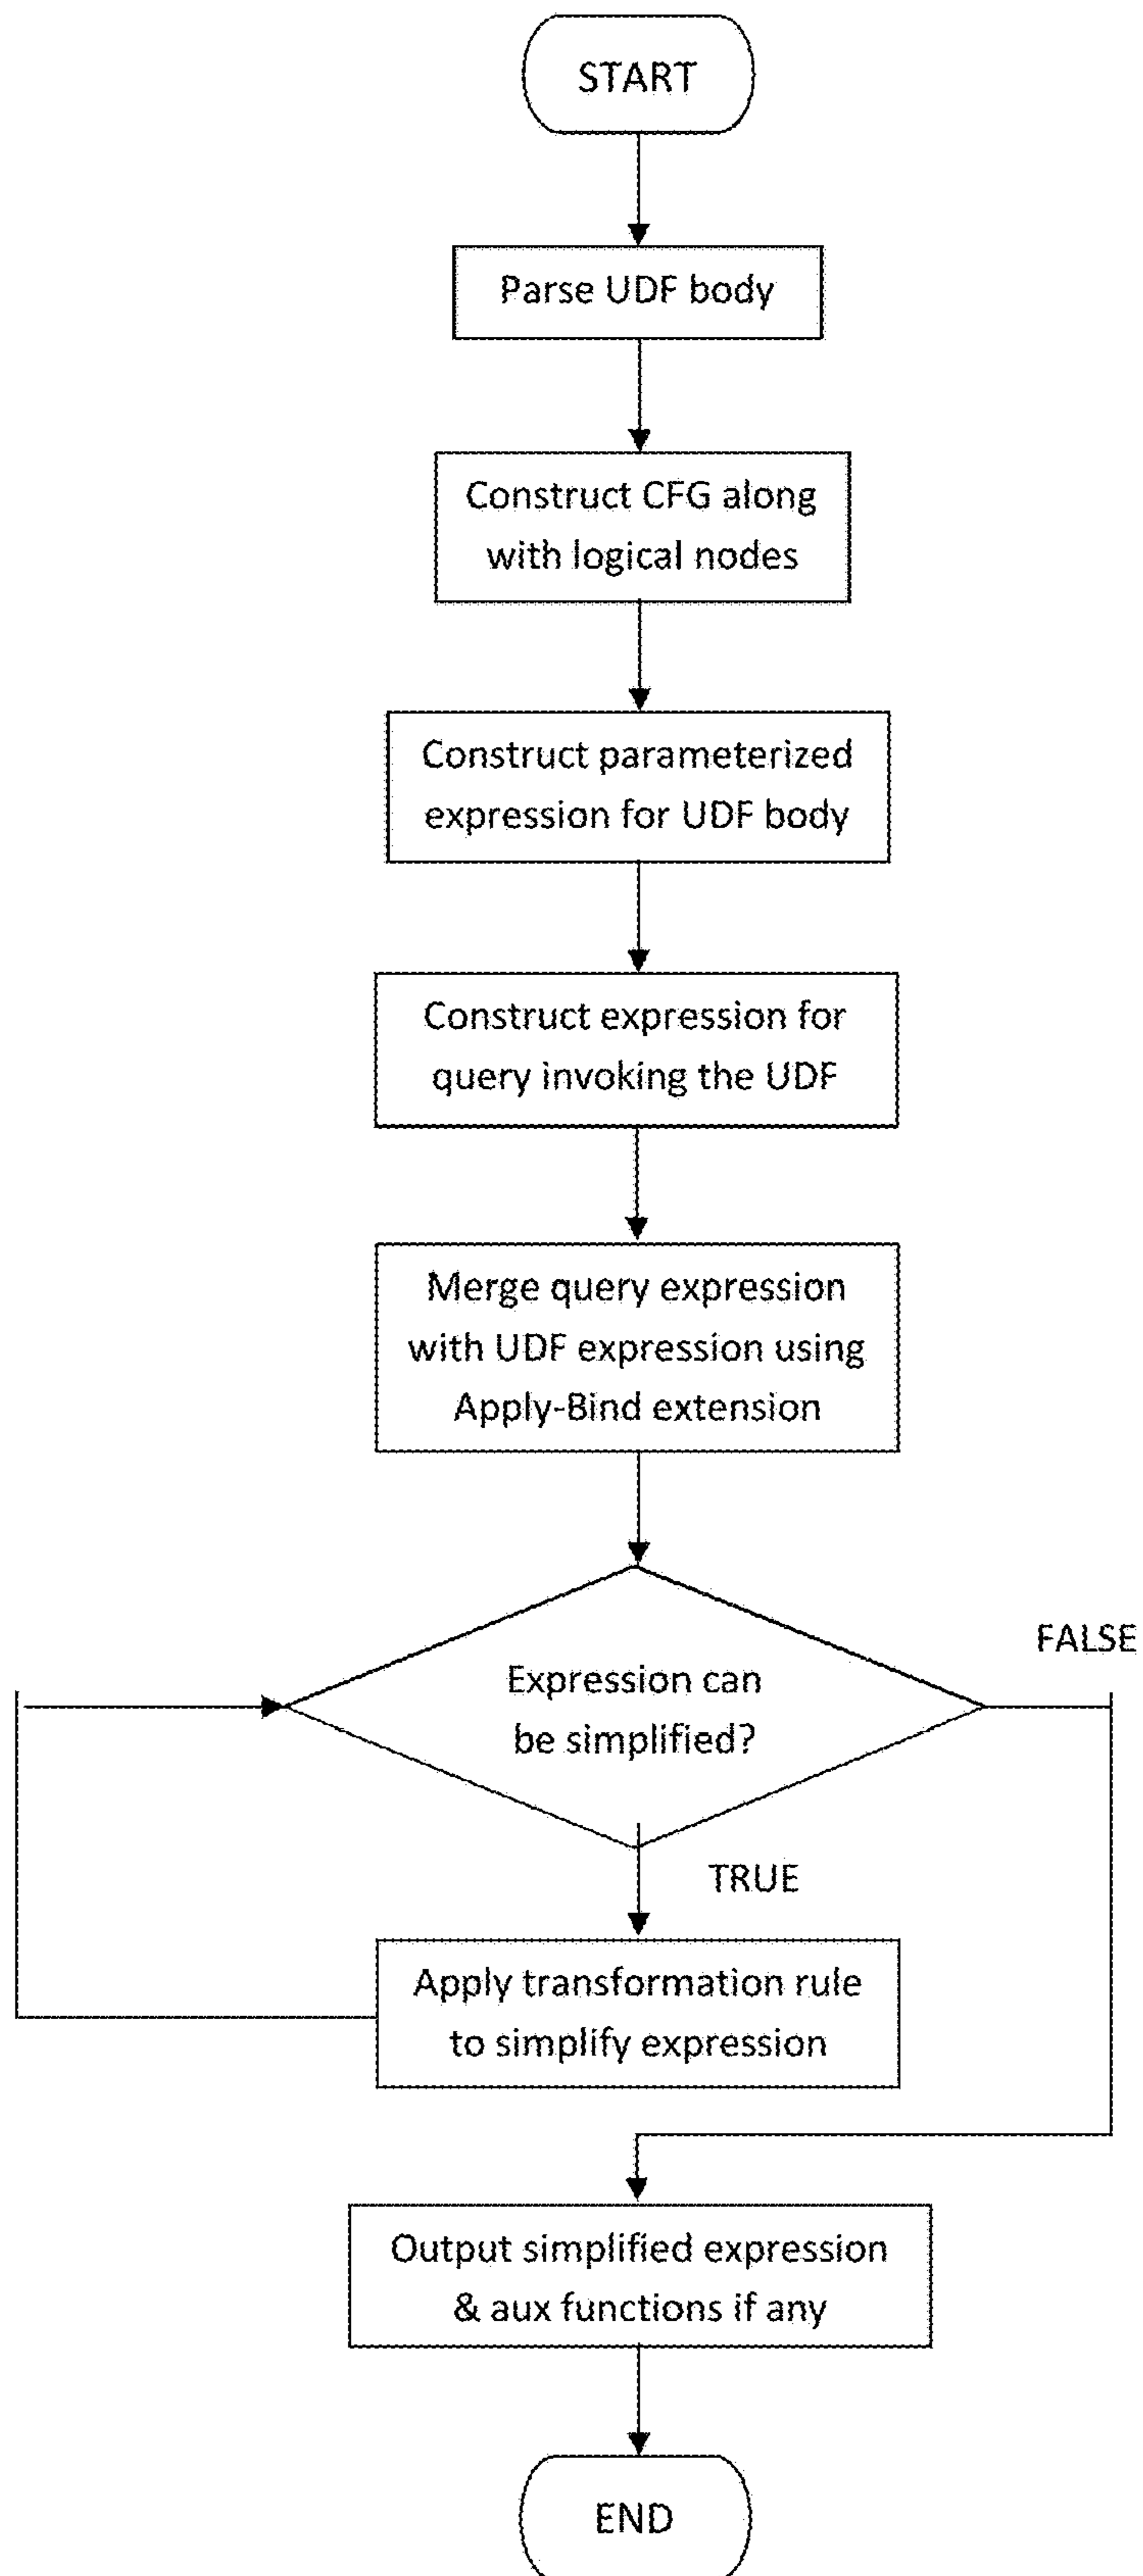 START
Parse UDF body
Construct CFG along
with logical nodes
Construct parameterized
expression for UDF body
Construct expression for
query invoking the UDF
Merge query expression
with UDF expression using
Apply-Bind extension
FALSE
Expression can
be simplified?
TRUE
Apply transformation rule
to simplify expression
Output simplified expression
& aux functions if any
END